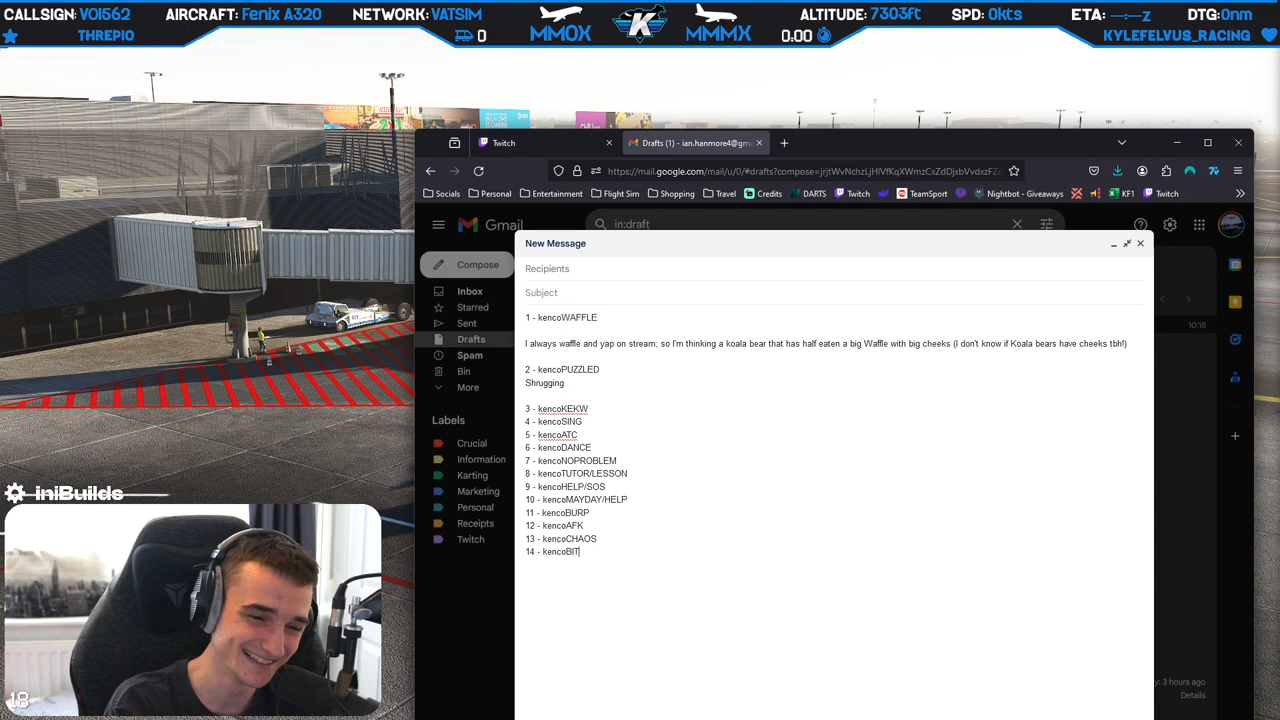 CALLSIGN: VOI562
AIRCRAFT: Fenix A320
NETWORK: VATSIM
ALTITUDE: 7303ft
SPD: 0kts
ETA: --:--z
DTG: 0nm
THREPIO
0
MMOX
K
MMMX
0:00
KYLEFELVUS_RACING
Twitch
Drafts (1) - ian.hanmore4@gm
https://mail.google.com/mail/u/0/#drafts?compose=
Socials
Personal
Entertainment
Flight Sim
Shopping
Travel
Credits
DARTS
Twitch
TeamSport
Nightbot - Giveaways
KF1
Twitch
Gmail
in:draft
Compose
Inbox
Starred
Sent
Drafts
Spam
Bin
More
Labels
Crucial
Information
Karting
Marketing
Personal
Receipts
Twitch
New Message
Recipients
Subject
1 - kencoWAFFLE
I always waffle and yap on stream; so I'm thinking a koala bear that has half eaten a big Waffle with big cheeks (I don't know if Koala bears have cheeks tbh!)
2 - kencoPUZZLED
Shrugging
3 - kencoKEKW
4 - kencoSING
5 - kencoATC
6 - kencoDANCE
7 - kencoNOPROBLEM
8 - kencoTUTOR/LESSON
9 - kencoHELP/SOS
10 - kencoMAYDAY/HELP
11 - kencoBURP
12 - kencoAFK
13 - kencoCHAOS
14 - kencoBIT
10:18
y: 3 hours ago
Details
iniBuilds
18